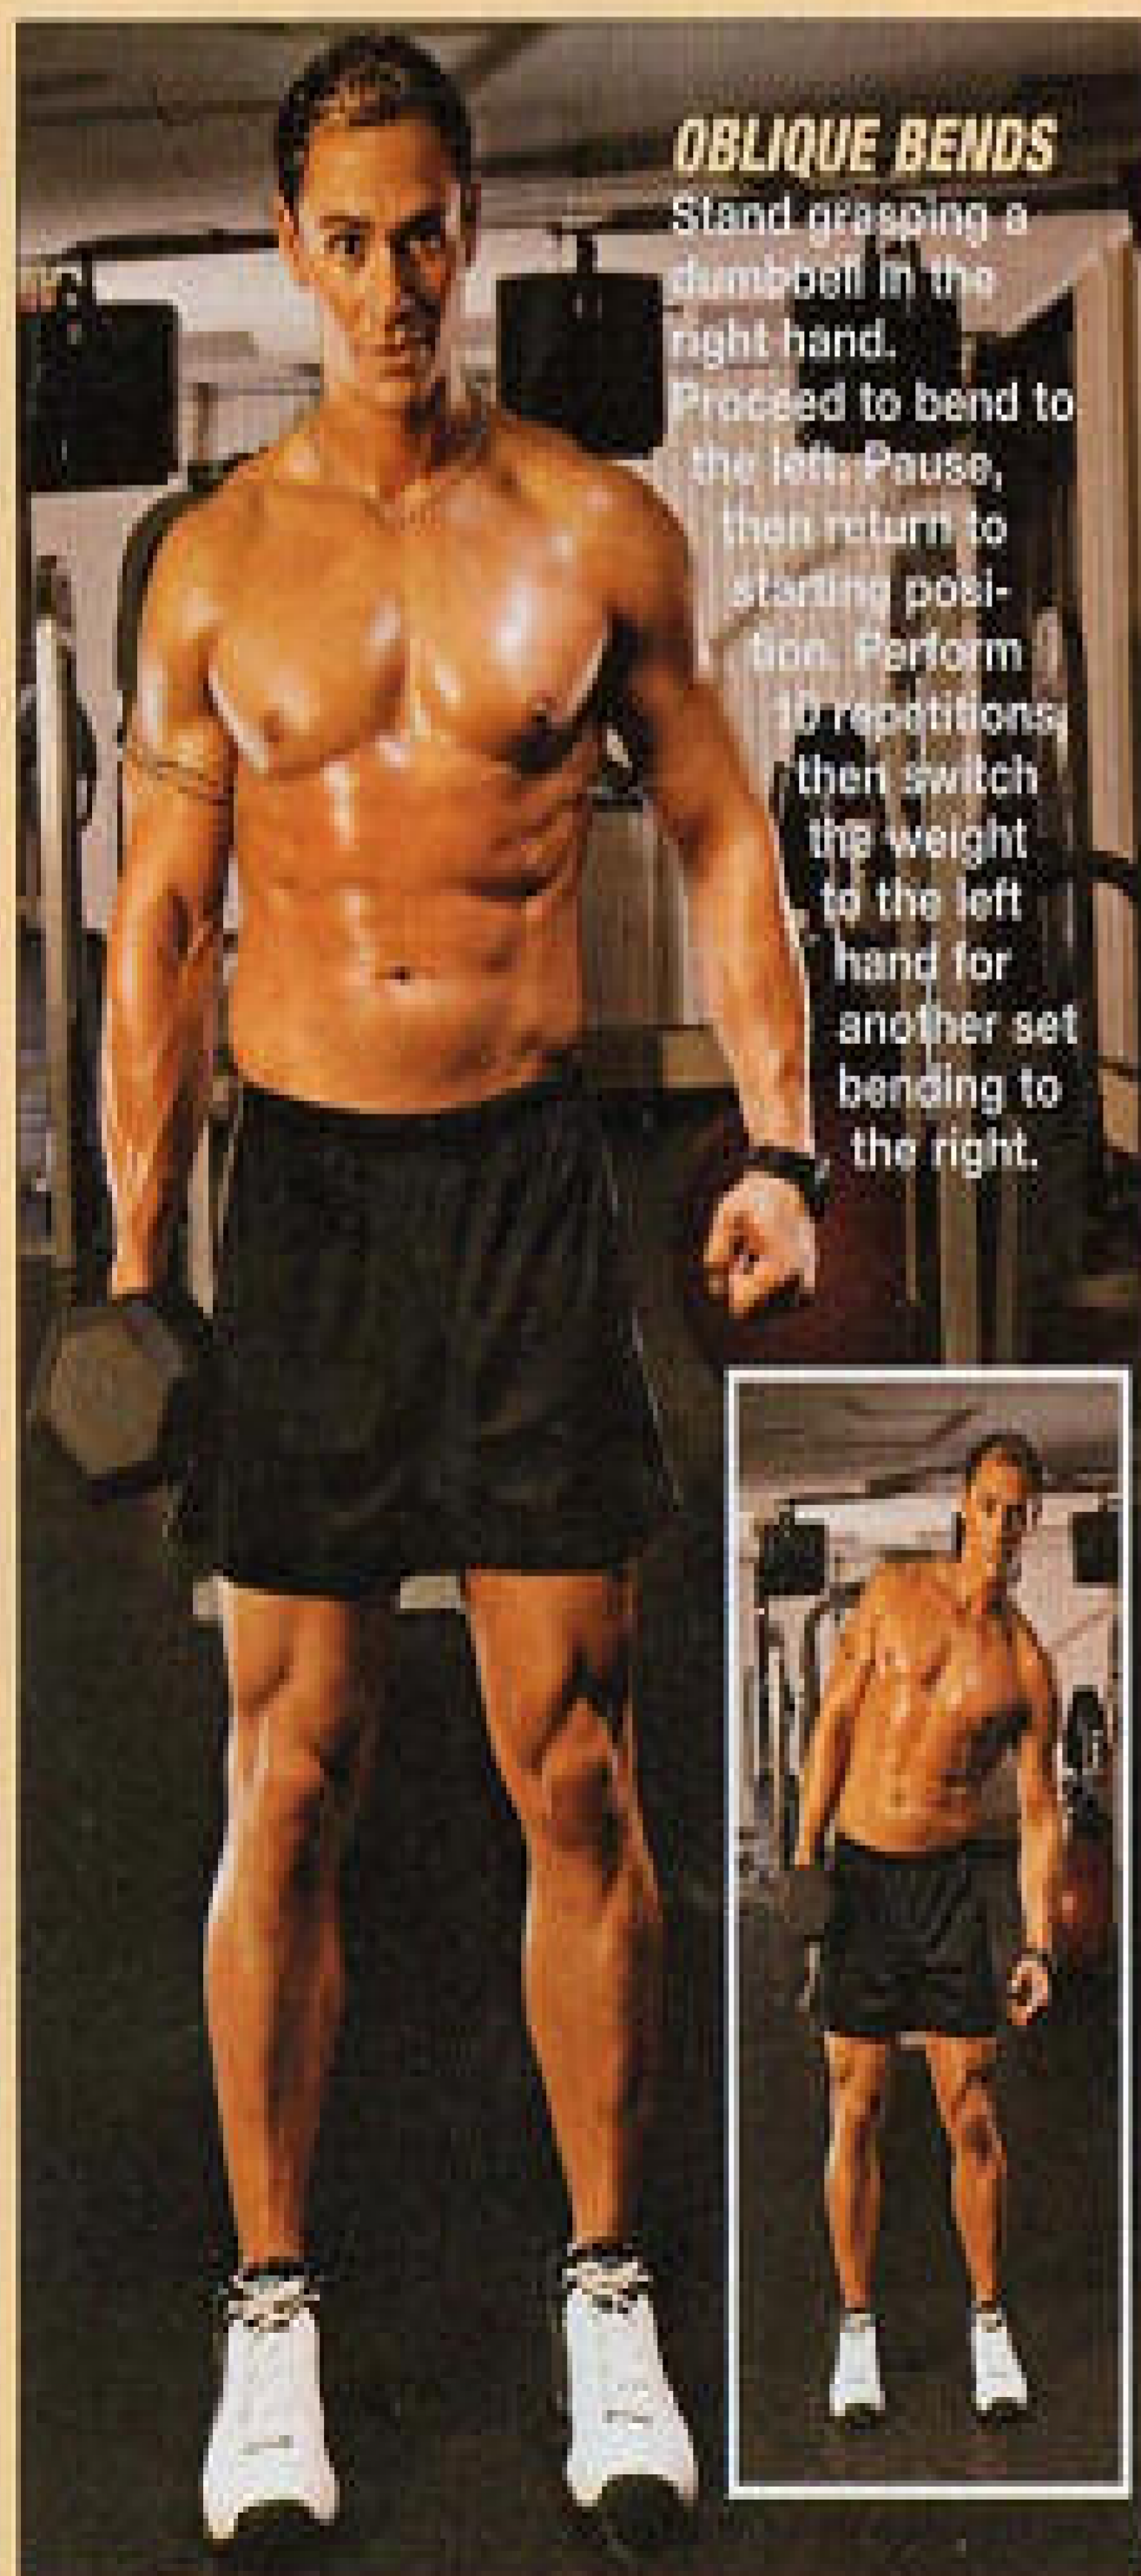 OBLIQUE BENDS
Stand grasping a
dumbbell in the
right hand.
Proceed to bend to
the left. Pause,
then return to
starting posi-
tion. Perform
10 repetitions,
then switch
the weight
to the left
hand for
another set
bending to
the right.